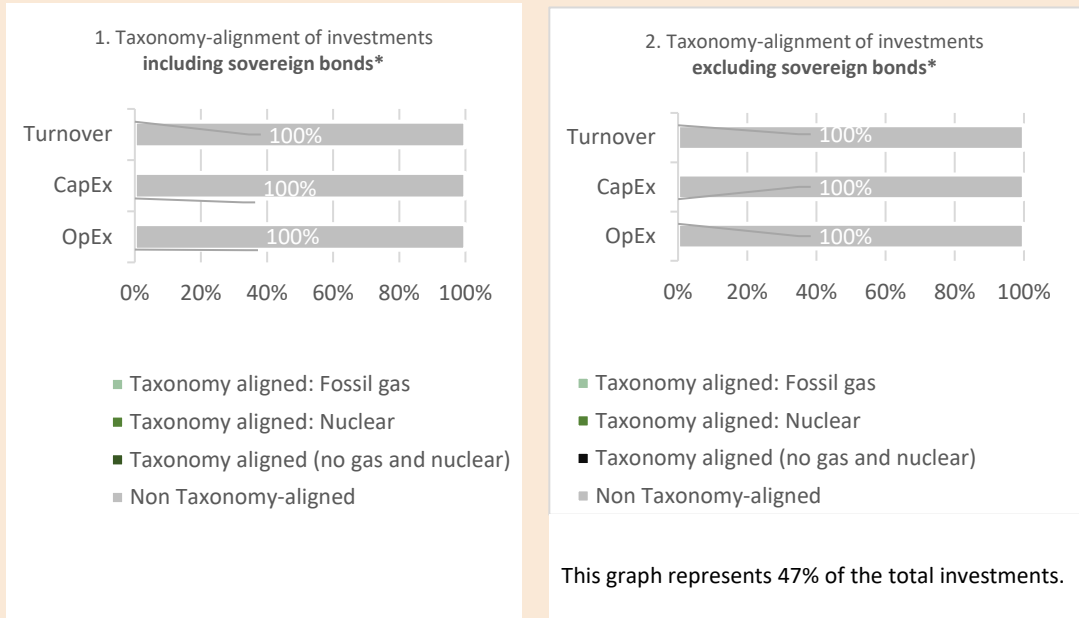 1. Taxonomy-alignment of investments
including sovereign bonds*
Turnover
100%
CapEx
100%
OpEx
100%
0% 20% 40% 60% 80% 100%
Taxonomy aligned: Fossil gas
Taxonomy aligned: Nuclear
Taxonomy aligned (no gas and nuclear)
Non Taxonomy-aligned
2. Taxonomy-alignment of investments
excluding sovereign bonds*
Turnover
100%
CapEx
100%
OpEx
100%
0% 20% 40% 60% 80% 100%
Taxonomy aligned: Fossil gas
Taxonomy aligned: Nuclear
Taxonomy aligned (no gas and nuclear)
Non Taxonomy-aligned
This graph represents 47% of the total investments.